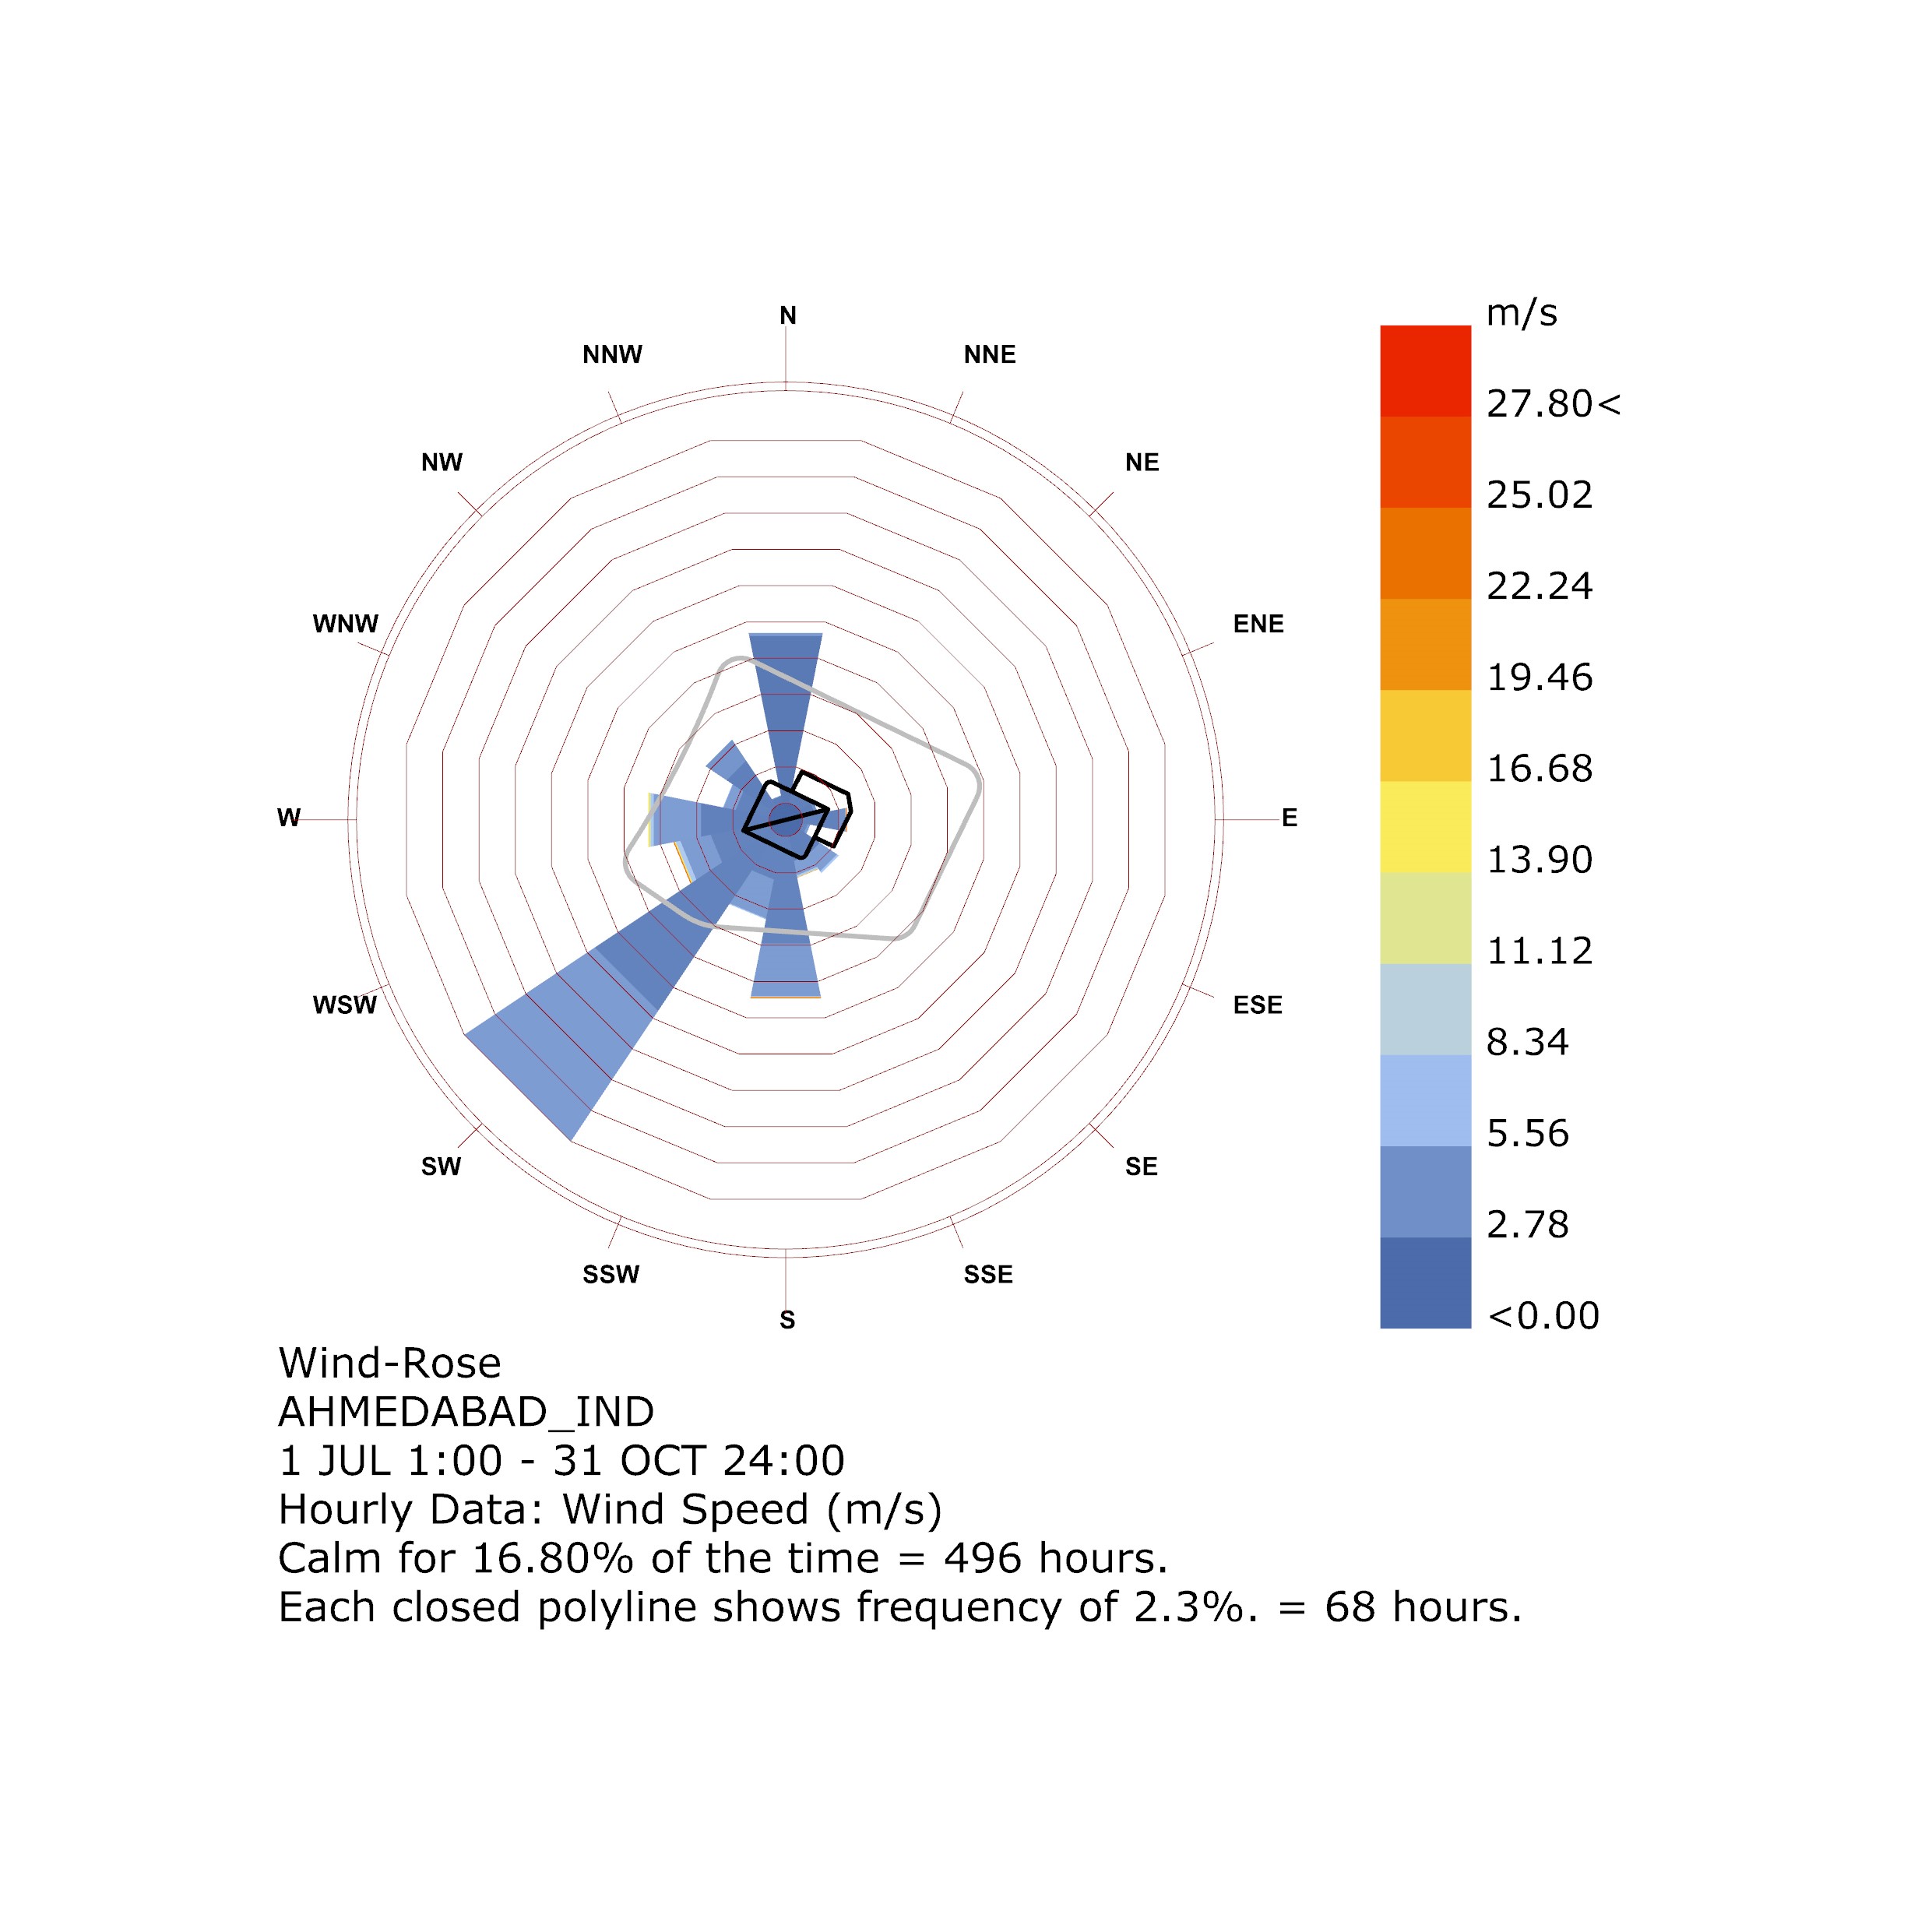 N
NNW
NNE
NW
NE
WNW
ENE
W
E
WSW
ESE
SW
SE
SSW
SSE
S
m/s
27.80<
25.02
22.24
19.46
16.68
13.90
11.12
8.34
5.56
2.78
<0.00
Wind-Rose
AHMEDABAD_IND
1 JUL 1:00 - 31 OCT 24:00
Hourly Data: Wind Speed (m/s)
Calm for 16.80% of the time = 496 hours.
Each closed polyline shows frequency of 2.3%. = 68 hours.